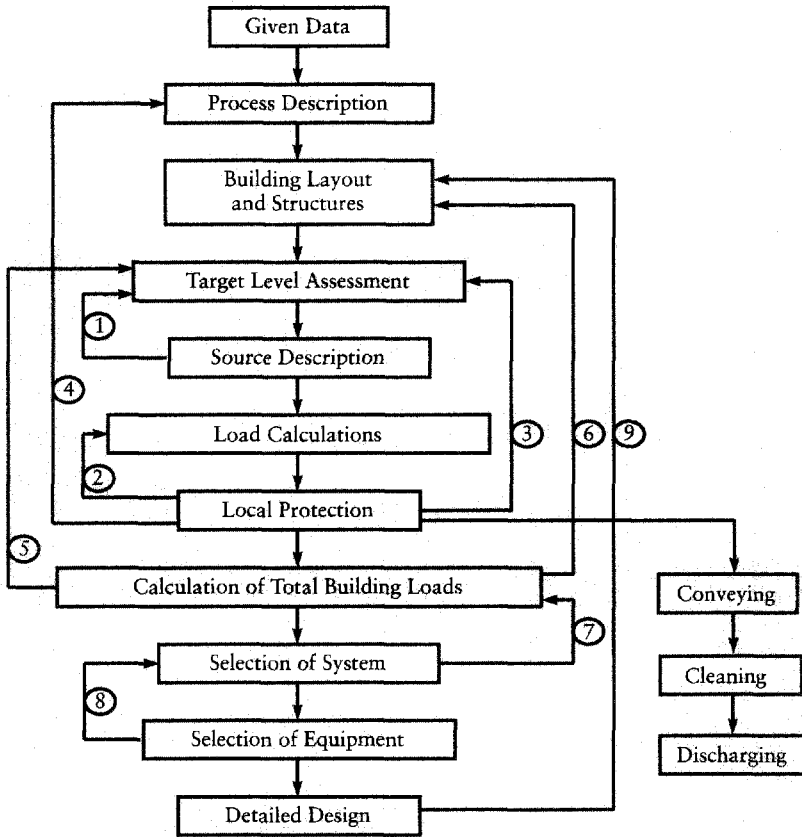 Given Data
Process Description
Building Layout
and Structures
Target Level Assessment
1
Source Description
4
Load Calculations
3
6
9
2
Local Protection
5
Calculation of Total Building Loads
Conveying
7
Selection of System
Cleaning
8
Selection of Equipment
Discharging
Detailed Design